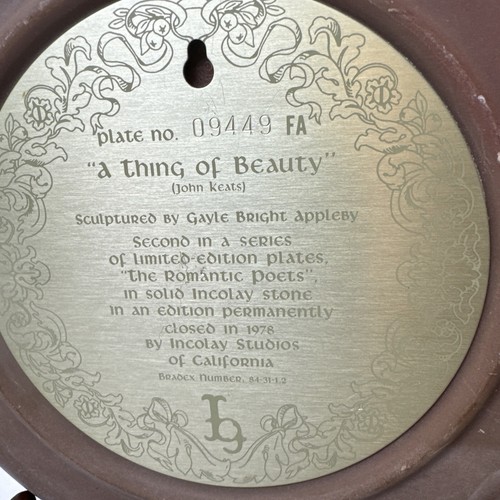 Plate no. 09449 FA
"A Thing of Beauty"
(John Keats)
Sculptured by Gayle Bright Appleby
Second in a series
of limited-edition plates,
"The Romantic Poets",
in solid Incolay stone
in an edition permanently
closed in 1978
by Incolay Studios
of California
Bradex Number, 84-31-1.2